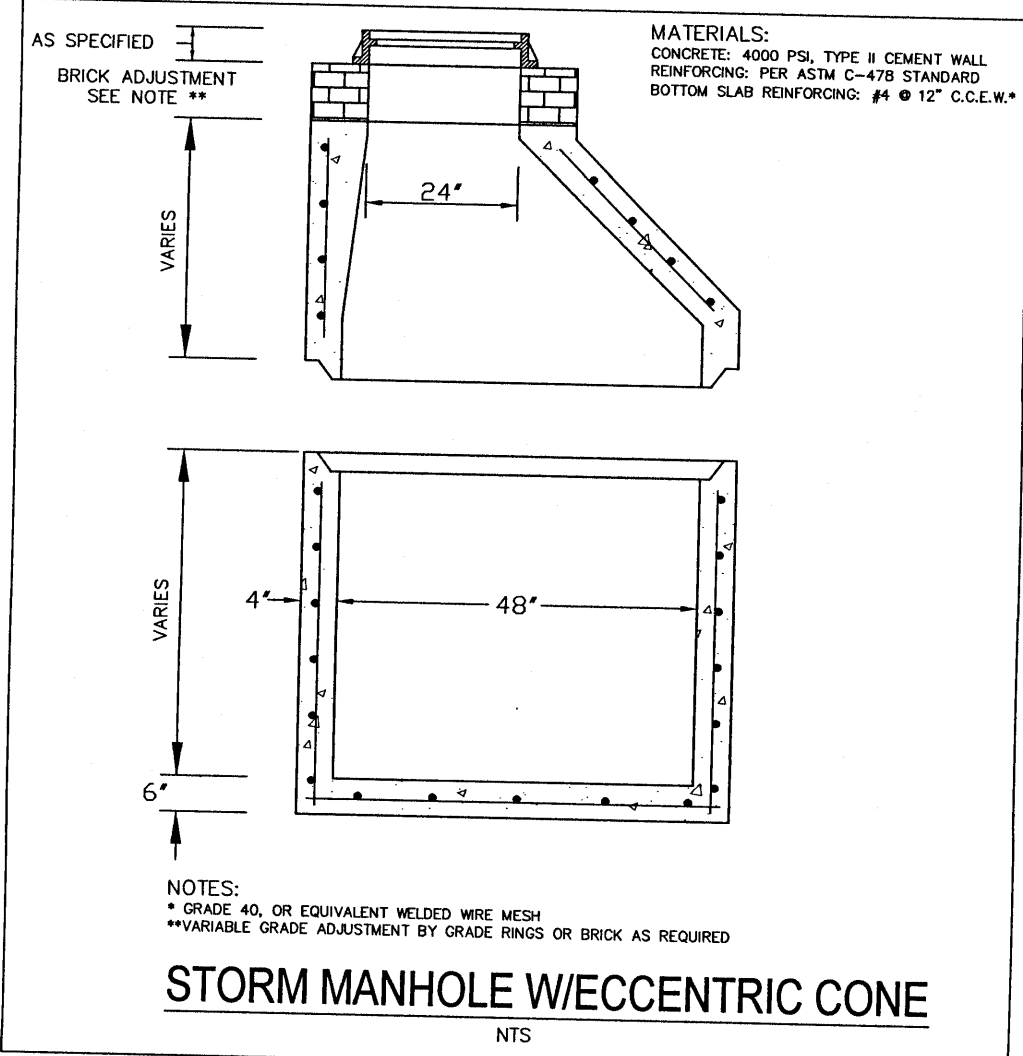 AS SPECIFIED
BRICK ADJUSTMENT
SEE NOTE **
MATERIALS:
CONCRETE: 4000 PSI, TYPE II CEMENT WALL
REINFORCING: PER ASTM C-478 STANDARD
BOTTOM SLAB REINFORCING: #4 @ 12" C.C.E.W.*
24"
VARIES
VARIES
4"
48"
6"
NOTES:
* GRADE 40, OR EQUIVALENT WELDED WIRE MESH
**VARIABLE GRADE ADJUSTMENT BY GRADE RINGS OR BRICK AS REQUIRED
STORM MANHOLE W/ECCENTRIC CONE
NTS